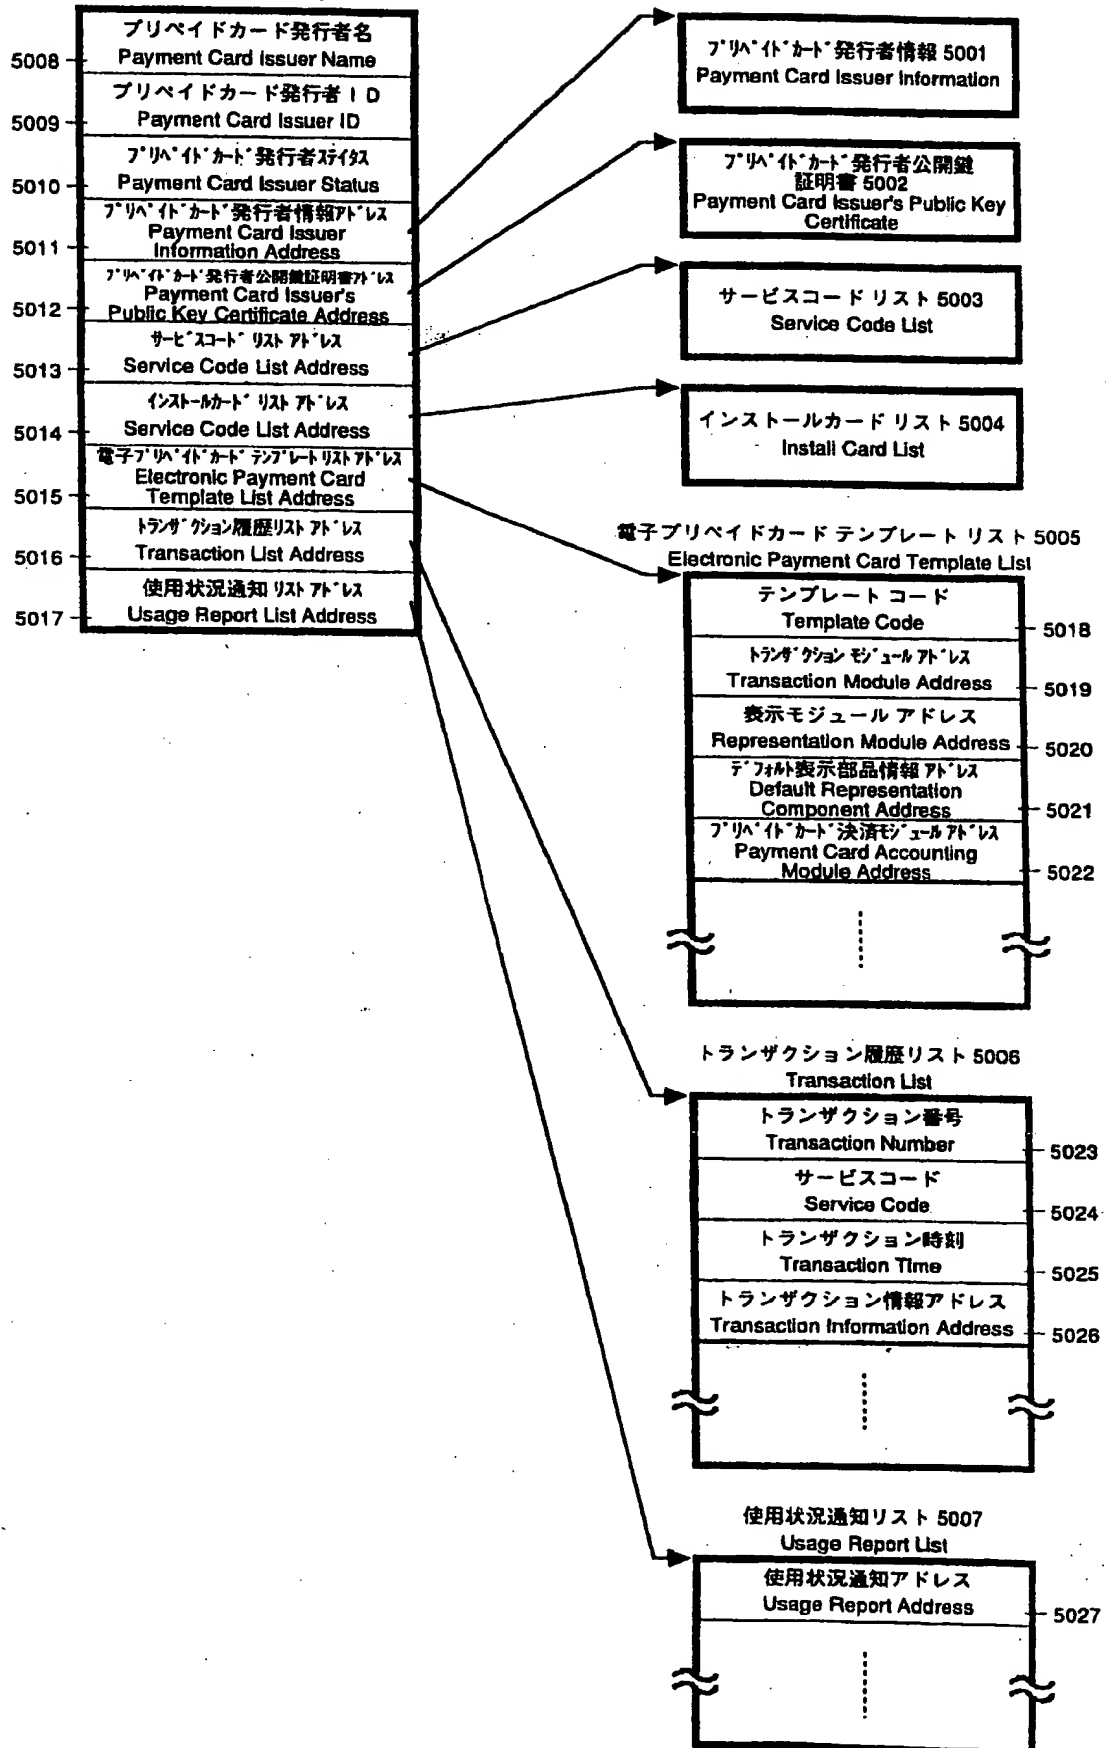 プリペイドカード発行者名
Payment Card Issuer Name
5008
プリペイドカード発行者ID
Payment Card Issuer ID
5009
プリペイドカード発行者ステイタス
Payment Card Issuer Status
5010
プリペイドカード発行者情報アドレス
Payment Card Issuer
Information Address
5011
プリペイドカード発行者公開鍵証明書アドレス
Payment Card Issuer's
Public Key Certificate Address
5012
サービスコード リスト アドレス
Service Code List Address
5013
インストールカード リスト アドレス
Service Code List Address
5014
電子プリペイドカード テンプレート リスト アドレス
Electronic Payment Card
Template List Address
5015
トランザクション履歴リスト アドレス
Transaction List Address
5016
使用状況通知 リスト アドレス
Usage Report List Address
5017
プリペイドカード発行者情報 5001
Payment Card Issuer Information
プリペイドカード発行者公開鍵
証明書 5002
Payment Card Issuer's Public Key
Certificate
サービスコード リスト 5003
Service Code List
インストールカード リスト 5004
Install Card List
電子プリペイドカード テンプレート リスト 5005
Electronic Payment Card Template List
テンプレート コード
Template Code
5018
トランザクション モジュール アドレス
Transaction Module Address
5019
表示モジュール アドレス
Representation Module Address
5020
デフォルト表示部品情報 アドレス
Default Representation
Component Address
5021
プリペイドカード決済モジュール アドレス
Payment Card Accounting
Module Address
5022
トランザクション履歴リスト 5006
Transaction List
トランザクション番号
Transaction Number
5023
サービスコード
Service Code
5024
トランザクション時刻
Transaction Time
5025
トランザクション情報アドレス
Transaction Information Address
5026
使用状況通知リスト 5007
Usage Report List
使用状況通知アドレス
Usage Report Address
5027